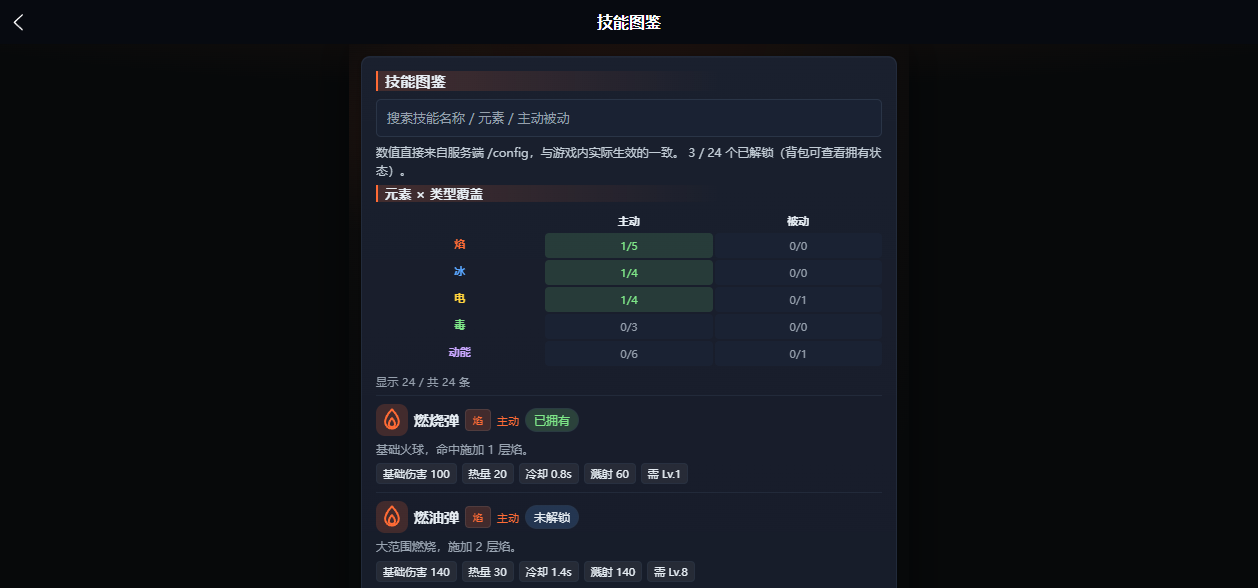 技能图鉴
技能图鉴
搜索技能名称 / 元素 / 主动被动
数值直接来自服务端 /config，与游戏内实际生效的一致。 3 / 24 个已解锁（背包可查看拥有状
态）。
元素 × 类型覆盖
主动 被动
焰 1/5 0/0
冰 1/4 0/0
电 1/4 0/1
毒 0/3 0/0
动能 0/6 0/1
显示 24 / 共 24 条
燃烧弹 焰 主动 已拥有
基础火球，命中施加 1 层焰。
基础伤害 100 热量 20 冷却 0.8s 溅射 60 需 Lv.1
燃油弹 焰 主动 未解锁
大范围燃烧，施加 2 层焰。
基础伤害 140 热量 30 冷却 1.4s 溅射 140 需 Lv.8